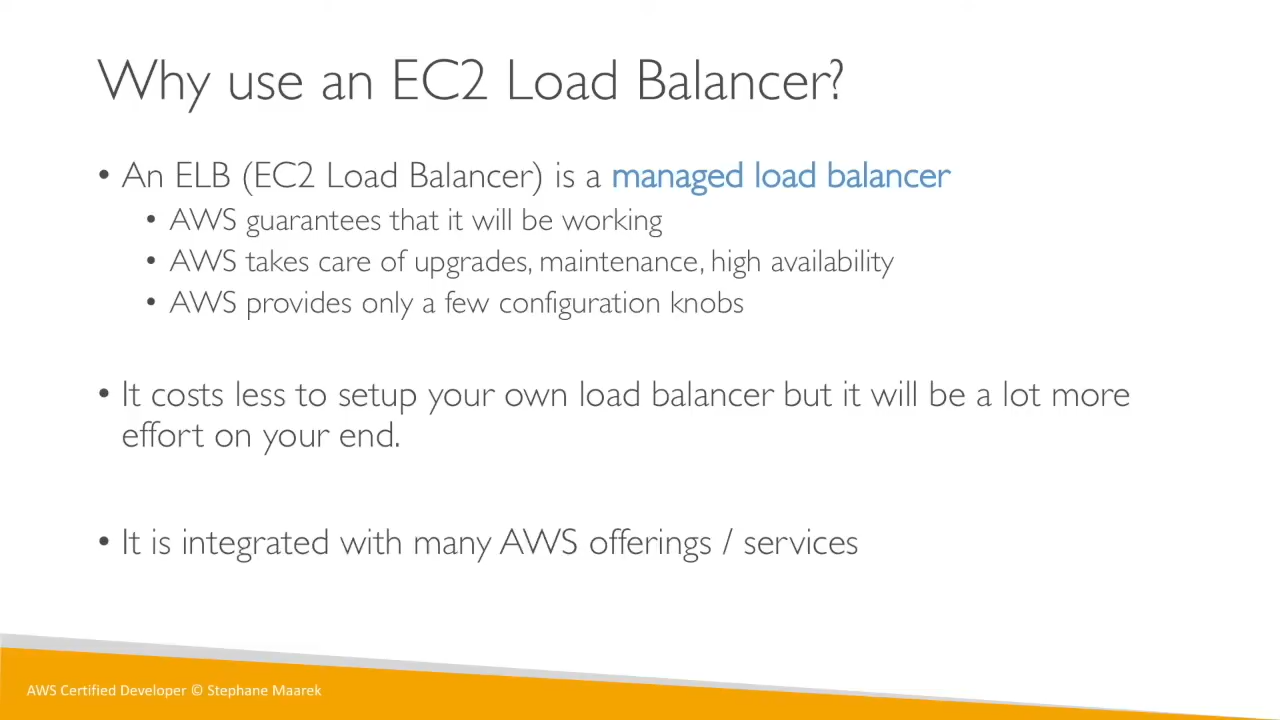 Why use an EC2 Load Balancer?
• An ELB (EC2 Load Balancer) is a managed load balancer
• AWS guarantees that it will be working
• AWS takes care of upgrades, maintenance, high availability
• AWS provides only a few configuration knobs
• It costs less to setup your own load balancer but it will be a lot more
effort on your end.
• It is integrated with many AWS offerings / services
AWS Certified Developer © Stephane Maarek